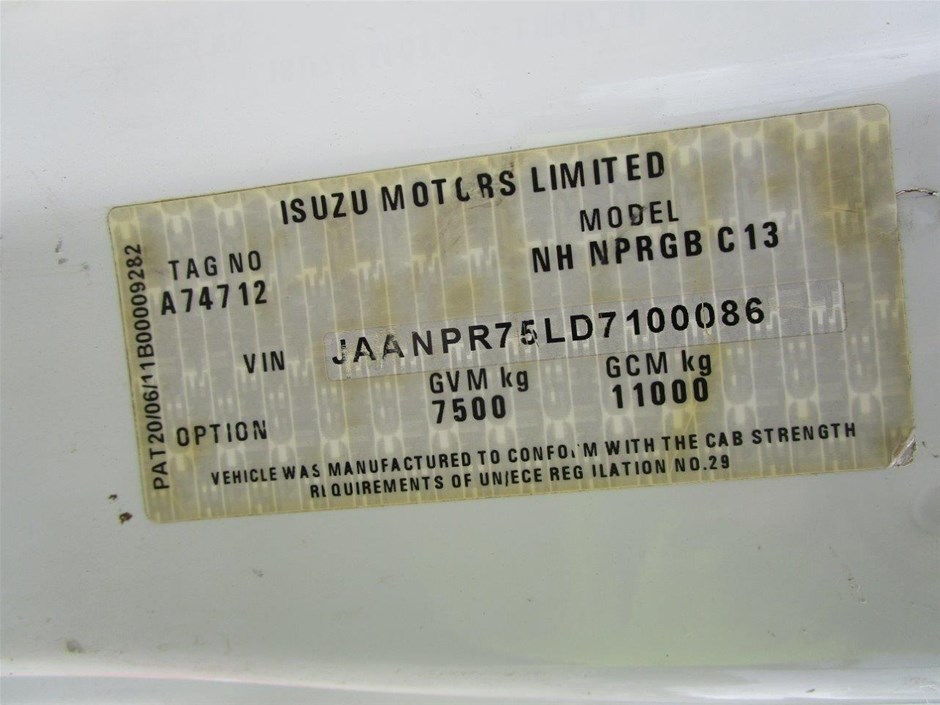 ISUZU MOTORS LIMITED
MODEL
NH NPRGB C13
TAG NO
A74712
VIN JAANPR75LD7100086
GVM kg GCM kg
7500 11000
OPTION
VEHICLE WAS MANUFACTURED TO CONFORM WITH THE CAB STRENGTH
REQUIREMENTS OF UN/ECE REGULATION NO.29
PAT20/06/11B00009282